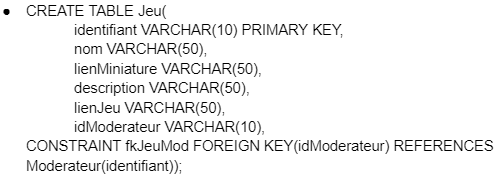 ● CREATE TABLE Jeu(
identifiant VARCHAR(10) PRIMARY KEY,
nom VARCHAR(50),
lienMiniature VARCHAR(50),
description VARCHAR(50),
lienJeu VARCHAR(50),
idModerateur VARCHAR(10),
CONSTRAINT fkJeuMod FOREIGN KEY(idModerateur) REFERENCES
Moderateur(identifiant));